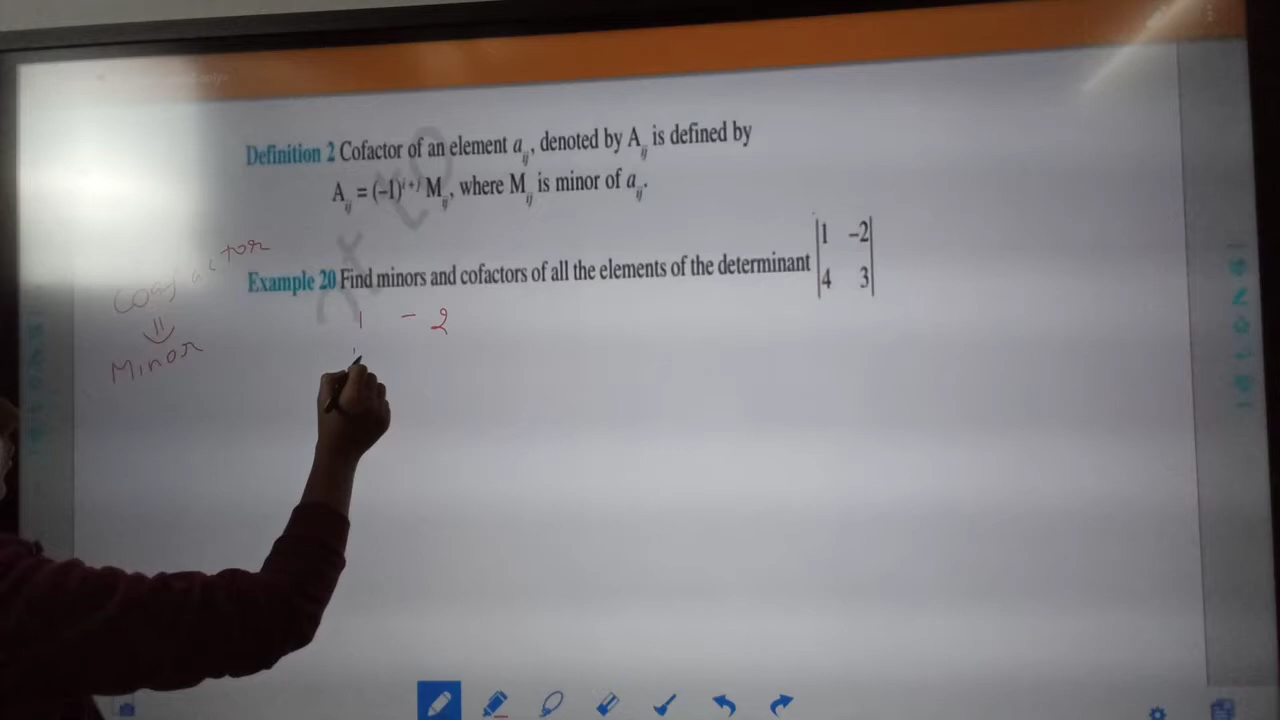 Definition 2 Cofactor of an element aᵢⱼ, denoted by Aᵢⱼ is defined by
Aᵢⱼ = (–1)ⁱ⁺ʲ Mᵢⱼ, where Mᵢⱼ is minor of aᵢⱼ.
Example 20 Find minors and cofactors of all the elements of the determinant |1 –2|
|4 3|
1 - 2
Minor